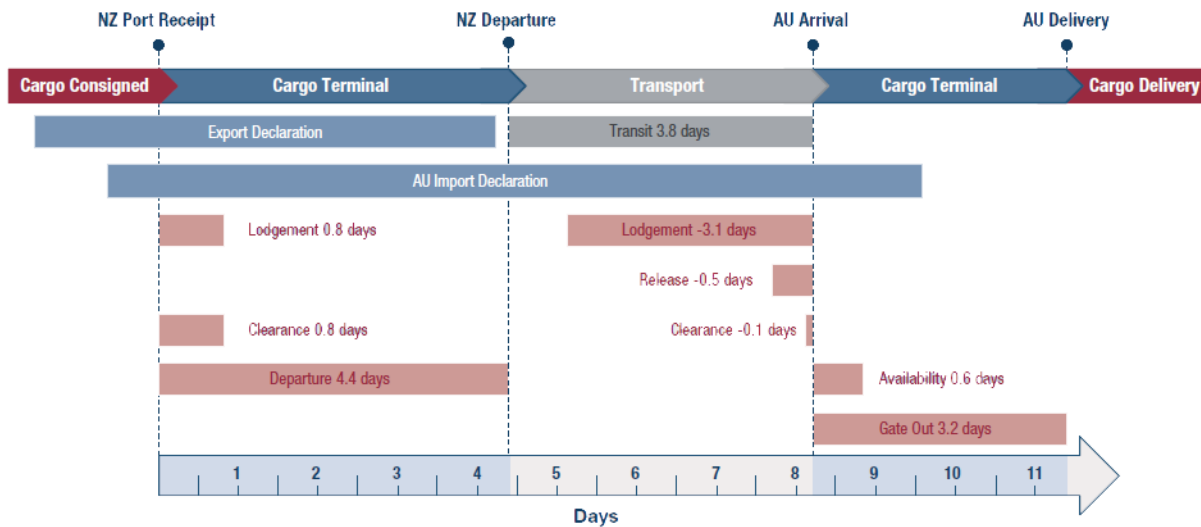 NZ Port Receipt NZ Departure AU Arrival AU Delivery
Cargo Consigned Cargo Terminal Transport Cargo Terminal Cargo Delivery
Export Declaration Transit 3.8 days
AU Import Declaration
Lodgement 0.8 days Lodgement -3.1 days
Release -0.5 days
Clearance 0.8 days Clearance -0.1 days
Departure 4.4 days Availability 0.6 days
Gate Out 3.2 days
1 2 3 4 5 6 7 8 9 10 11
Days